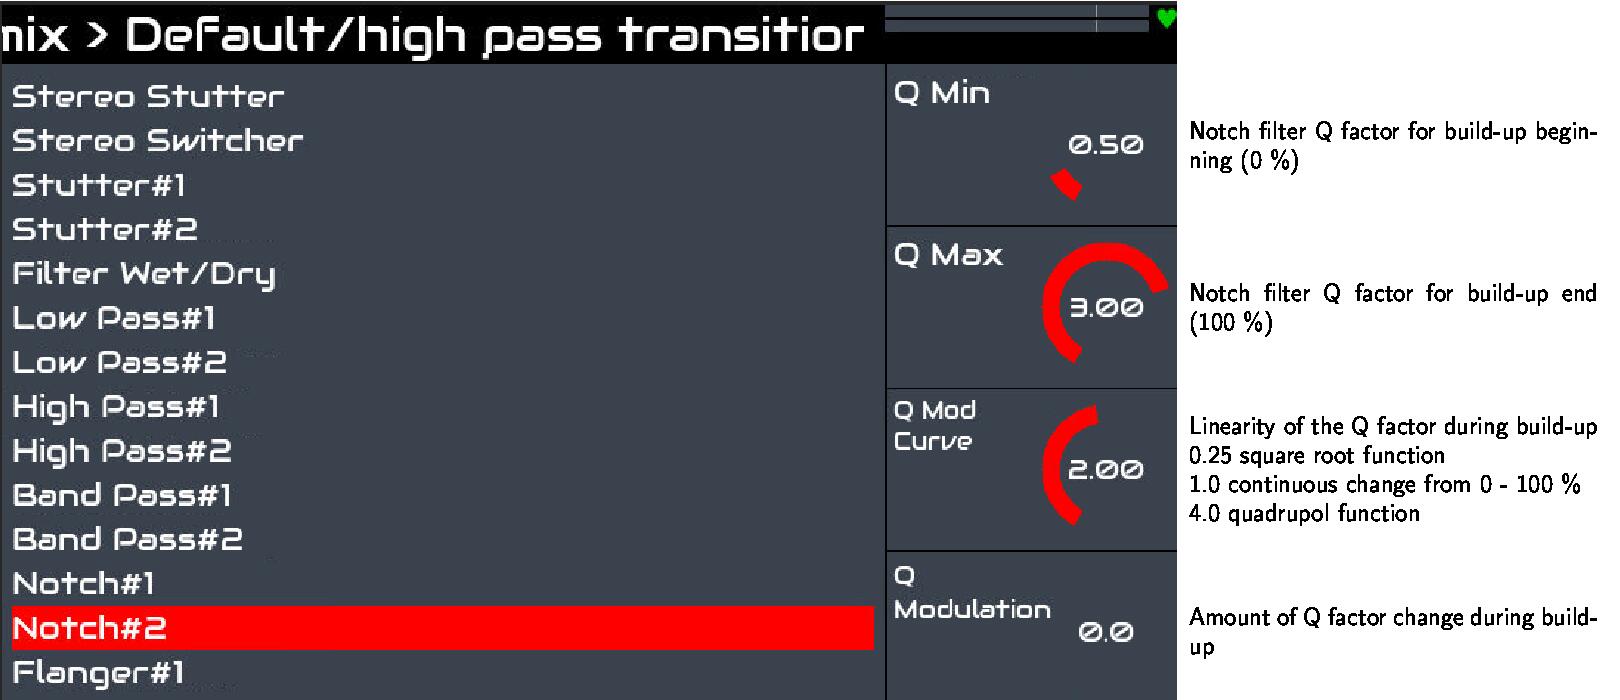 mix > Default/high pass transition
Stereo Stutter
Stereo Switcher
Stutter#1
Stutter#2
Filter Wet/Dry
Low Pass#1
Low Pass#2
High Pass#1
High Pass#2
Band Pass#1
Band Pass#2
Notch#1
Notch#2
Flanger#1
Q Min
0.50
Notch filter Q factor for build-up begin-
ning (0 %)
Q Max
3.00
Notch filter Q factor for build-up end
(100 %)
Q Mod
Curve
2.00
Linearity of the Q factor during build-up
0.25 square root function
1.0 continuous change from 0 - 100 %
4.0 quadrupol function
Q
Modulation
0.0
Amount of Q factor change during build-
up